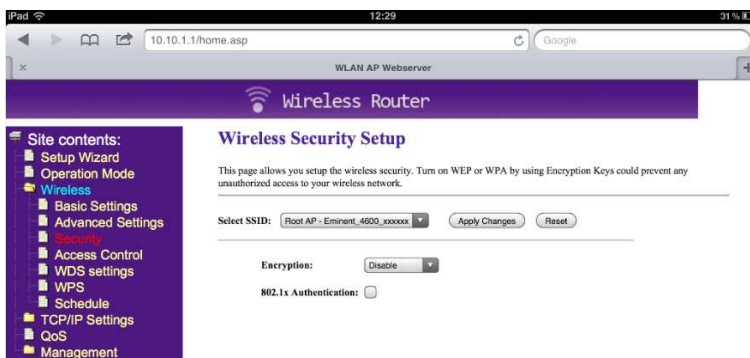 iPad 12:29 31 %
10.10.1.1/home.asp Google
WLAN AP Webserver
Wireless Router
Site contents:
Setup Wizard
Operation Mode
Wireless
Basic Settings
Advanced Settings
Security
Access Control
WDS settings
WPS
Schedule
TCP/IP Settings
QoS
Management
Wireless Security Setup
This page allows you setup the wireless security. Turn on WEP or WPA by using Encryption Keys could prevent any
unauthorized access to your wireless network.
Select SSID: Root AP - Eminent_4600_xxxxxx Apply Changes Reset
Encryption: Disable
802.1x Authentication: